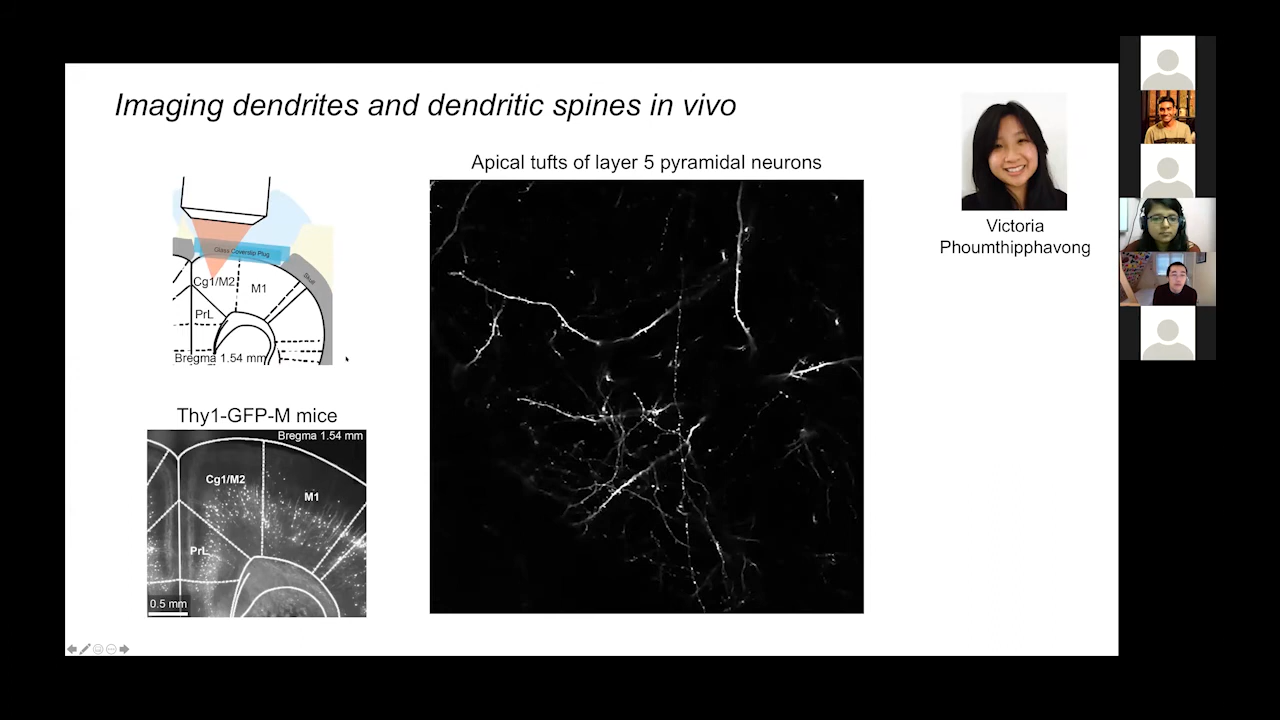 Imaging dendrites and dendritic spines in vivo
Apical tufts of layer 5 pyramidal neurons
Victoria
Phoumthipphavong
Glass Coverslip Plug
Skull
Cg1/M2
M1
PrL
Bregma 1.54 mm
Thy1-GFP-M mice
Bregma 1.54 mm
Cg1/M2
M1
PrL
0.5 mm